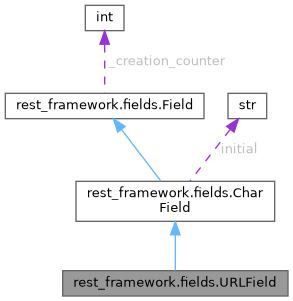 int
_creation_counter
rest_framework.fields.Field
str
initial
rest_framework.fields.Char
Field
rest_framework.fields.URLField